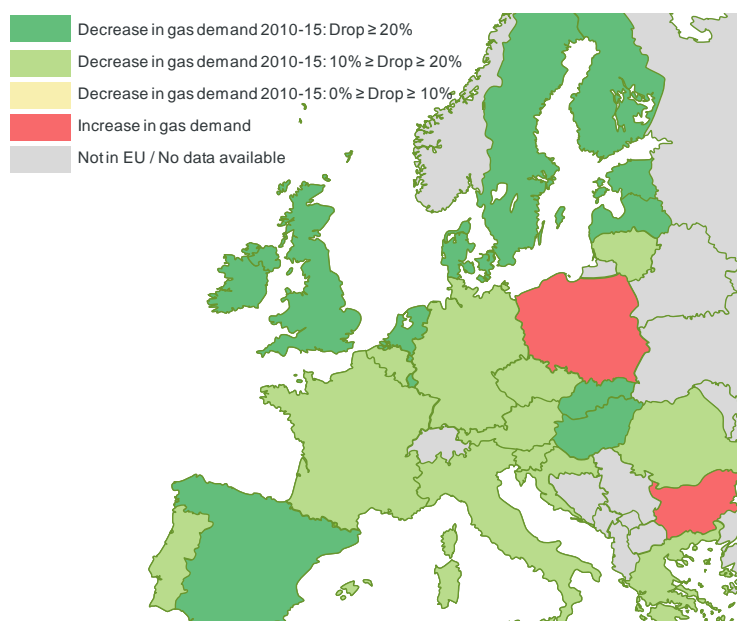 Decrease in gas demand 2010-15: Drop ≥ 20%
Decrease in gas demand 2010-15: 10% ≥ Drop ≥ 20%
Decrease in gas demand 2010-15: 0% ≥ Drop ≥ 10%
Increase in gas demand
Not in EU / No data available